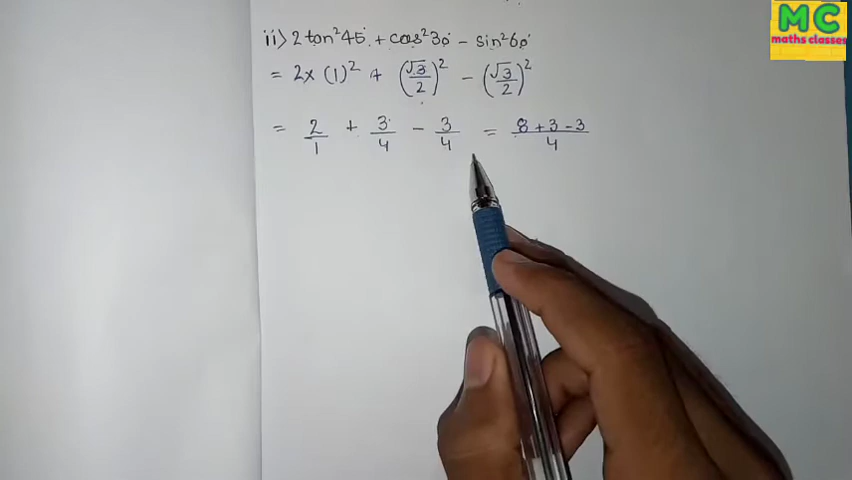 MC
maths classes
ii> 2 tan²45° + cos²30° - sin²60°
= 2x (1)² + (√3/2)² - (√3/2)²
= 2/1 + 3/4 - 3/4 = 8+3-3/4